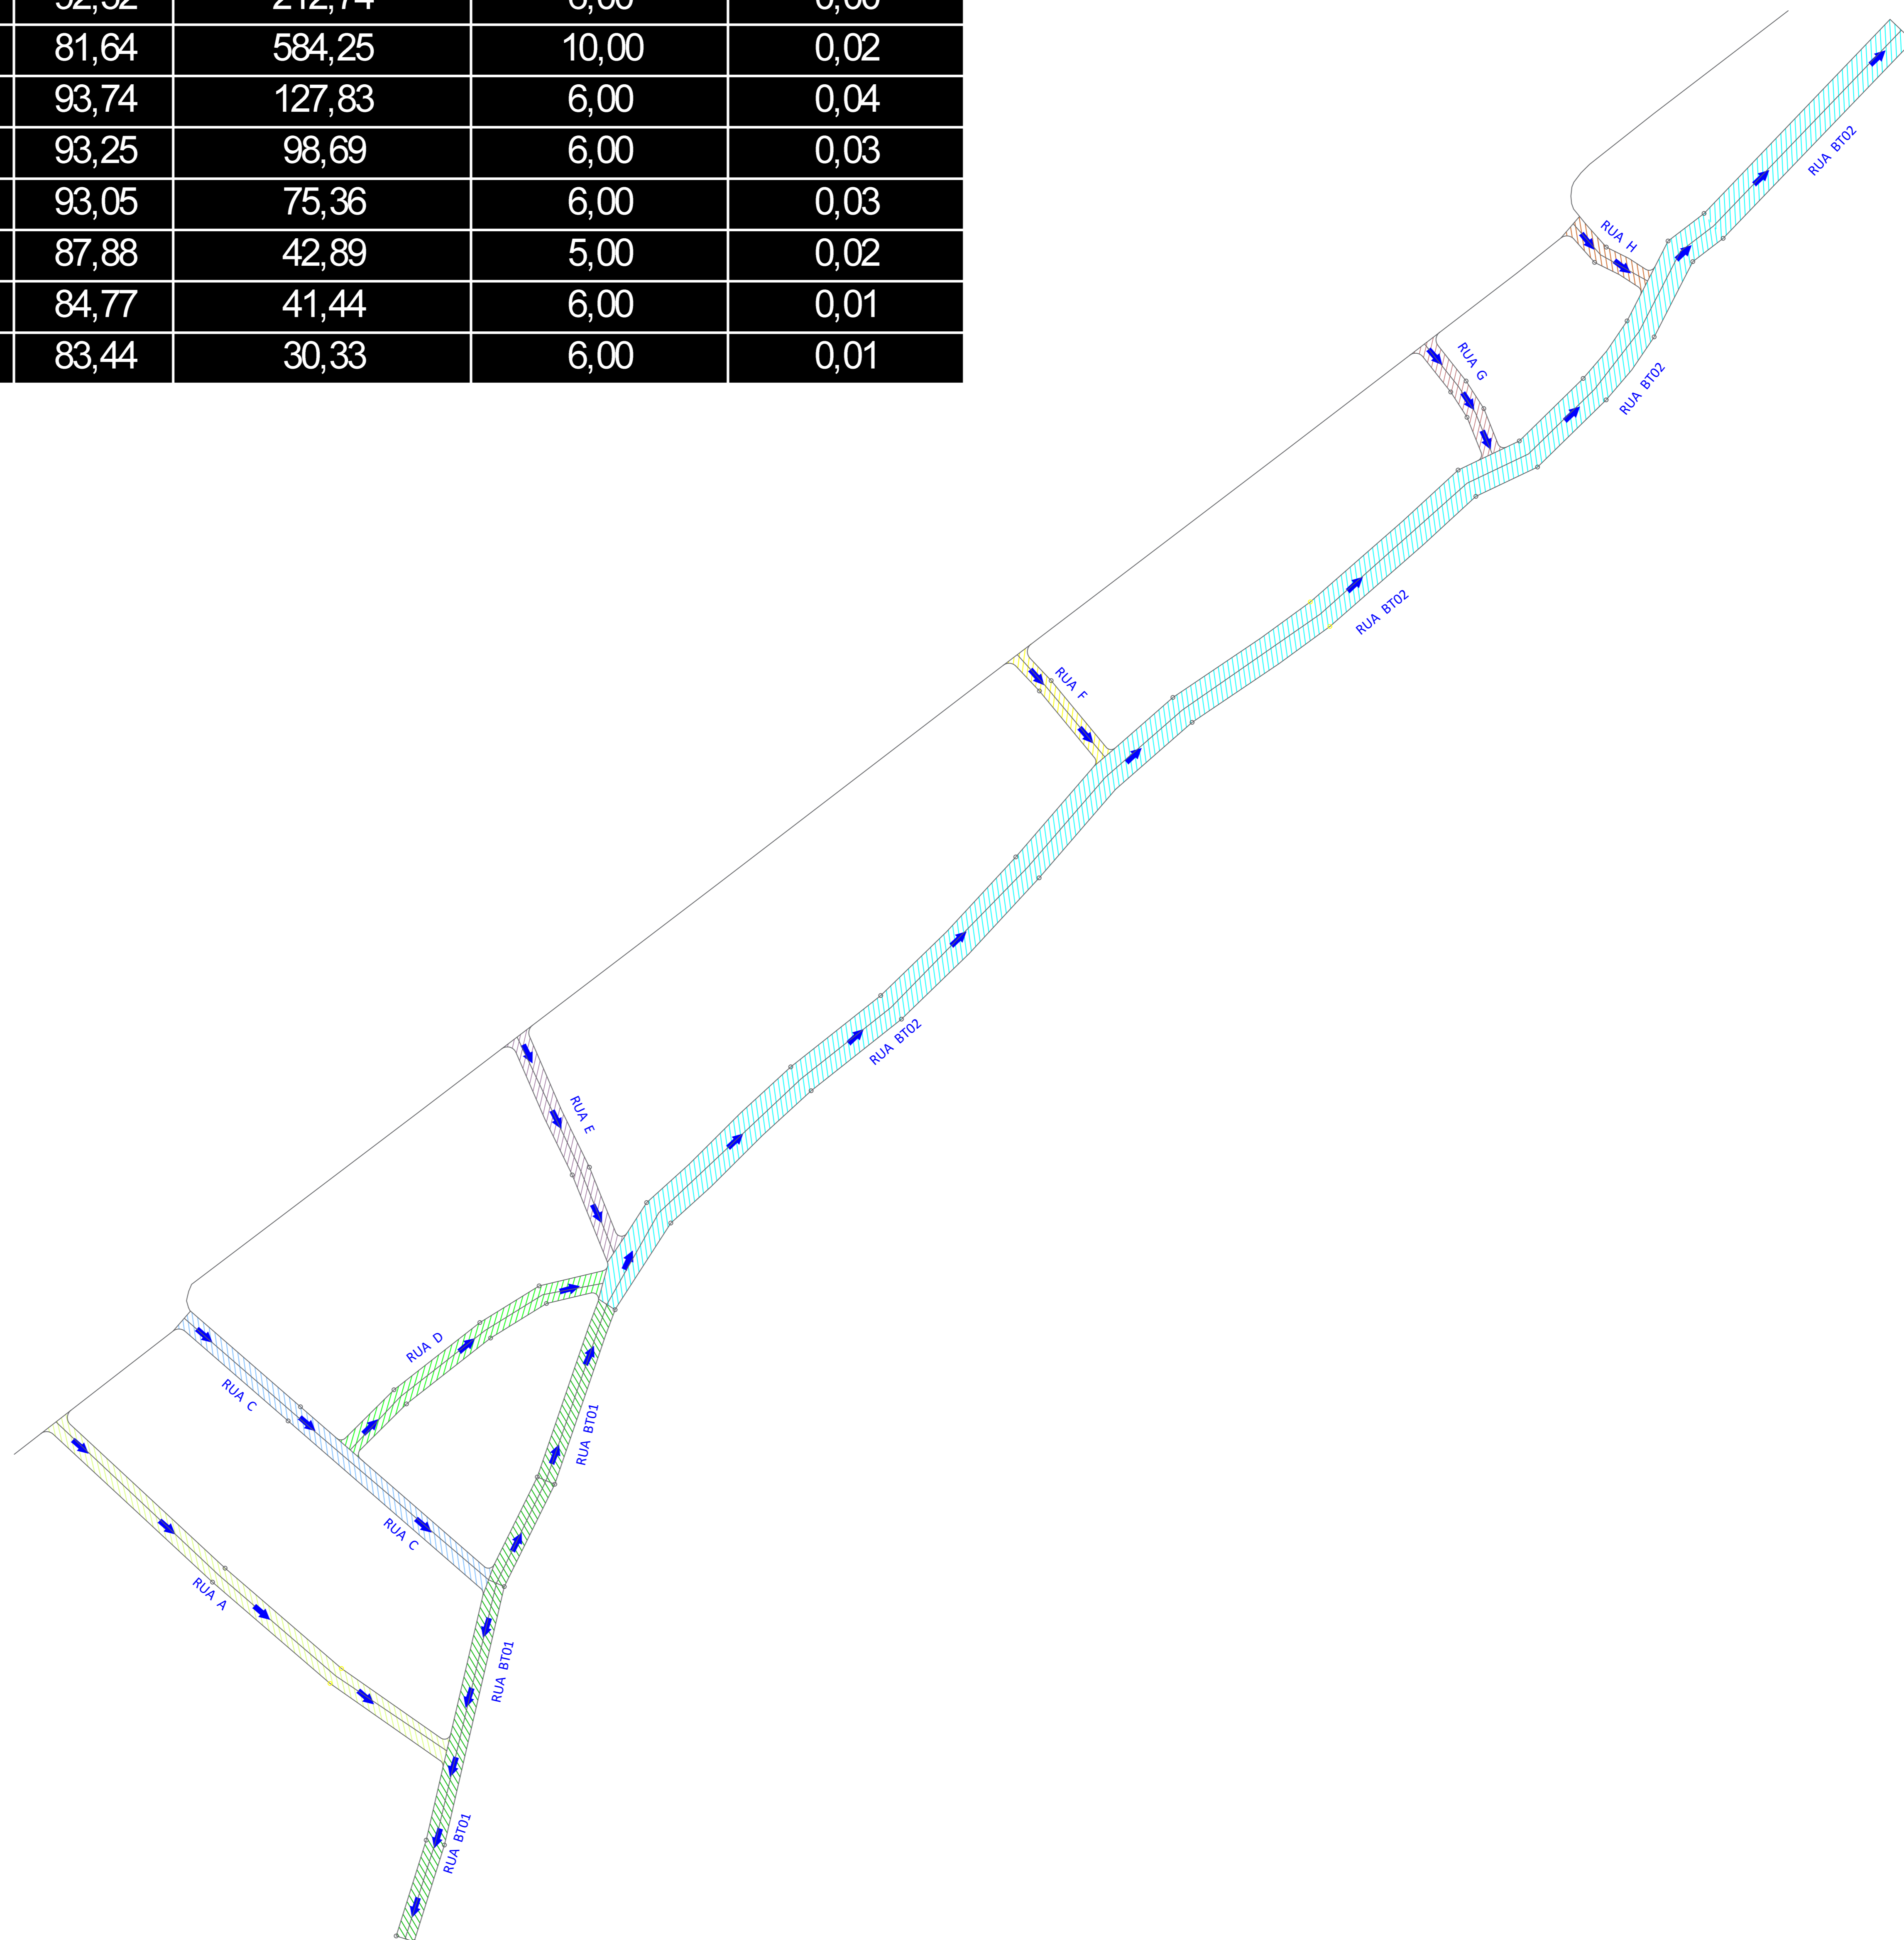 81,64 584,25 10,00 0,02
93,74 127,83 6,00 0,04
93,25 98,69 6,00 0,03
93,05 75,36 6,00 0,03
87,88 42,89 5,00 0,02
84,77 41,44 6,00 0,01
83,44 30,33 6,00 0,01
RUA BT02
RUA H
RUA G
RUA BT02
RUA BT02
RUA F
RUA BT02
RUA E
RUA D
RUA C
RUA BT01
RUA C
RUA A
RUA BT01
RUA BT01